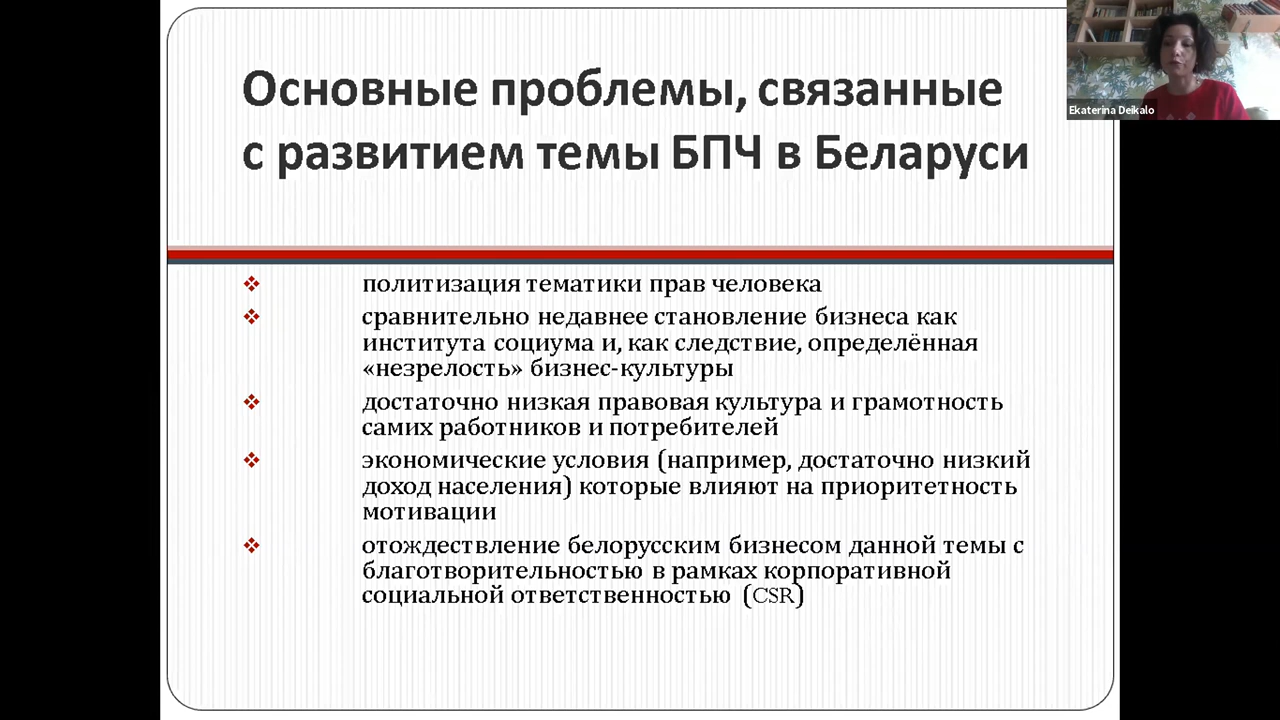 Основные проблемы, связанные
с развитием темы БПЧ в Беларуси
Ekaterina Deikalo
политизация тематики прав человека
сравнительно недавнее становление бизнеса как
института социума и, как следствие, определённая
«незрелость» бизнес-культуры
достаточно низкая правовая культура и грамотность
самих работников и потребителей
экономические условия (например, достаточно низкий
доход населения) которые влияют на приоритетность
мотивации
отождествление белорусским бизнесом данной темы с
благотворительностью в рамках корпоративной
социальной ответственностью (CSR)